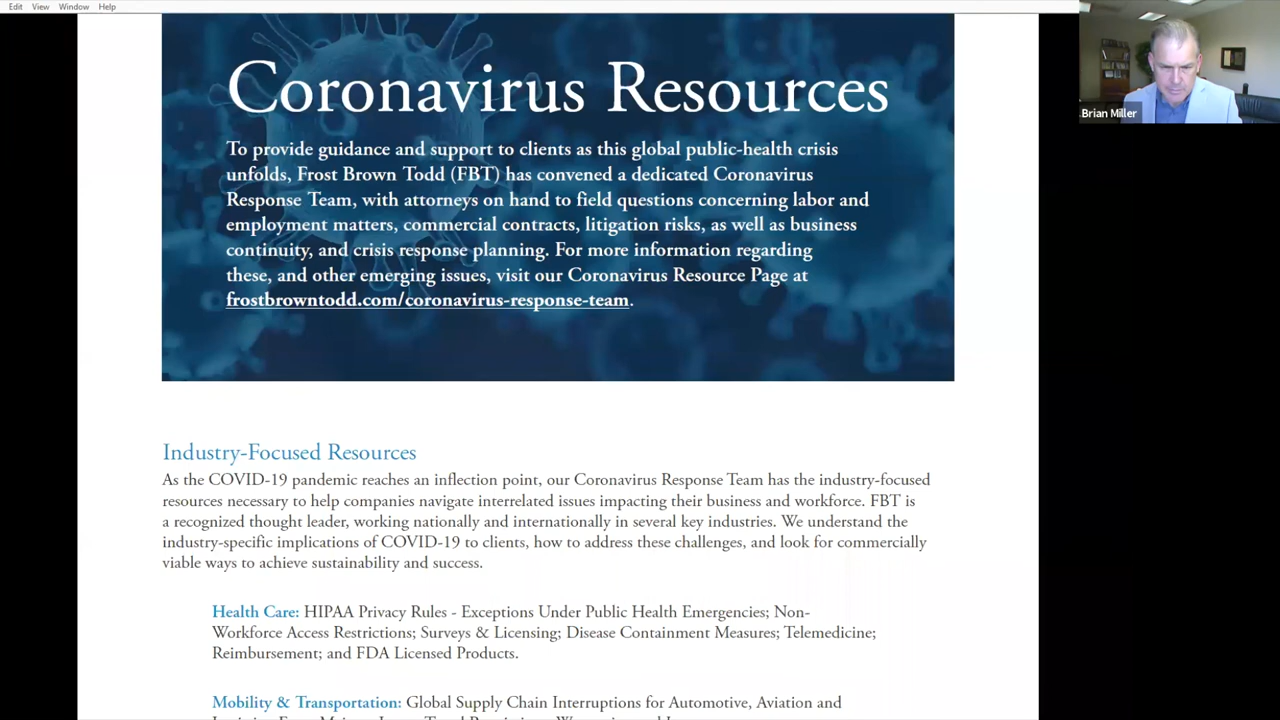 Edit View Window Help
Coronavirus Resources
To provide guidance and support to clients as this global public-health crisis
unfolds, Frost Brown Todd (FBT) has convened a dedicated Coronavirus
Response Team, with attorneys on hand to field questions concerning labor and
employment matters, commercial contracts, litigation risks, as well as business
continuity, and crisis response planning. For more information regarding
these, and other emerging issues, visit our Coronavirus Resource Page at
frostbrowntodd.com/coronavirus-response-team.
Brian Miller
Industry-Focused Resources
As the COVID-19 pandemic reaches an inflection point, our Coronavirus Response Team has the industry-focused
resources necessary to help companies navigate interrelated issues impacting their business and workforce. FBT is
a recognized thought leader, working nationally and internationally in several key industries. We understand the
industry-specific implications of COVID-19 to clients, how to address these challenges, and look for commercially
viable ways to achieve sustainability and success.
Health Care: HIPAA Privacy Rules - Exceptions Under Public Health Emergencies; Non-
Workforce Access Restrictions; Surveys & Licensing; Disease Containment Measures; Telemedicine;
Reimbursement; and FDA Licensed Products.
Mobility & Transportation: Global Supply Chain Interruptions for Automotive, Aviation and